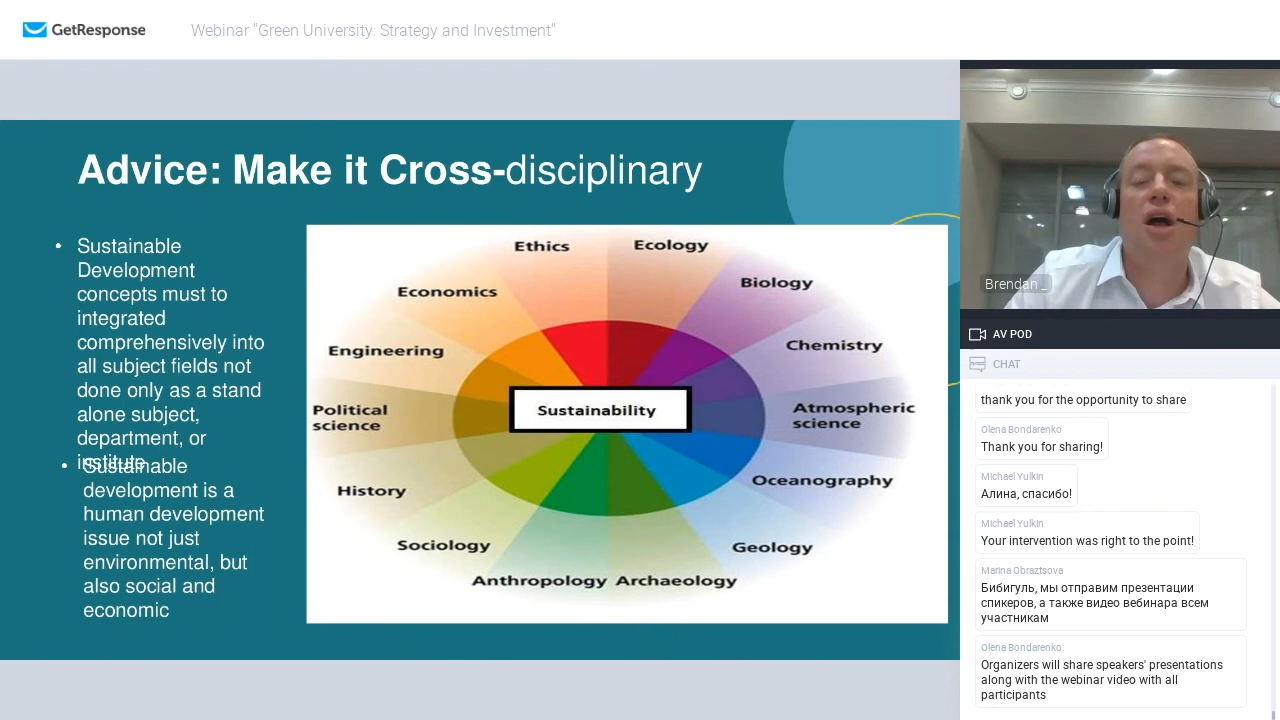 GetResponse
Webinar "Green University: Strategy and Investment"
Advice: Make it Cross-disciplinary
• Sustainable
Development
concepts must to
integrated
comprehensively into
all subject fields not
done only as a stand
alone subject,
department, or
institute
• Sustainable
development is a
human development
issue not just
environmental, but
also social and
economic
Ethics
Ecology
Economics
Biology
Engineering
Chemistry
Political
science
Sustainability
Atmospheric
science
History
Oceanography
Sociology
Geology
Anthropology
Archaeology
Brendan _
AV POD
CHAT
thank you for the opportunity to share
Olena Bondarenko
Thank you for sharing!
Michael Yulkin
Алина, спасибо!
Michael Yulkin
Your intervention was right to the point!
Marina Obraztsova
Бибигуль, мы отправим презентации
спикеров, а также видео вебинара всем
участникам
Olena Bondarenko
Organizers will share speakers' presentations
along with the webinar video with all
participants